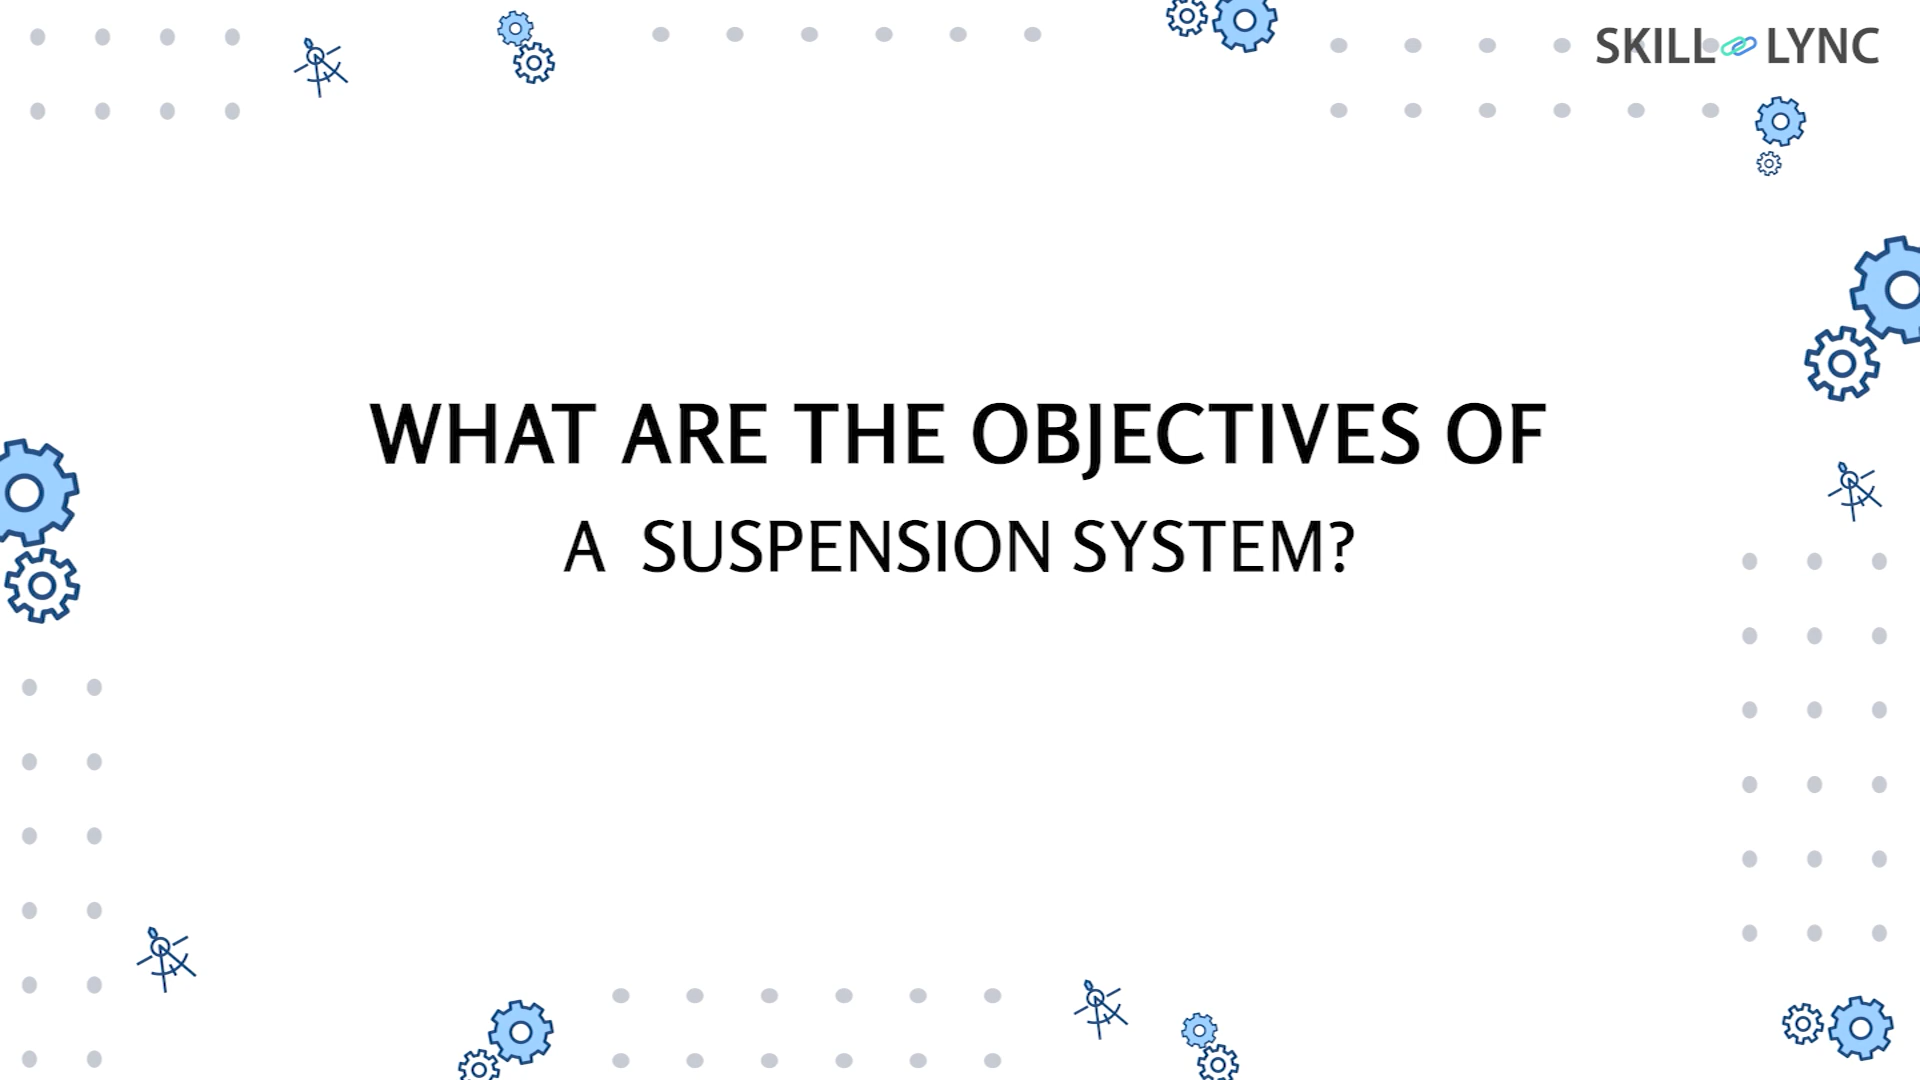 SKILL LYNC
WHAT ARE THE OBJECTIVES OF
A SUSPENSION SYSTEM?